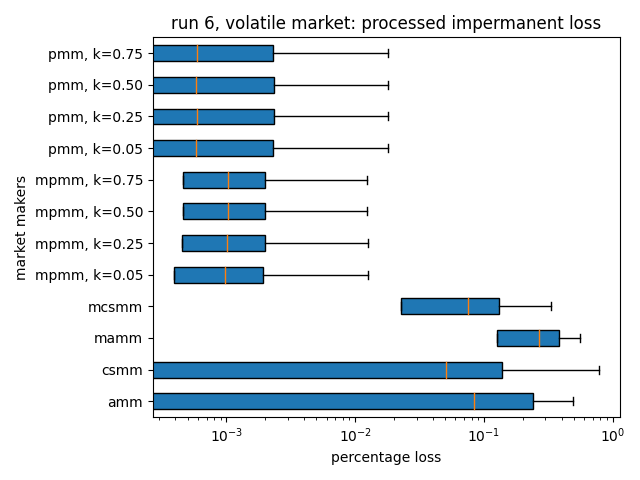 run 6, volatile market: processed impermanent loss
market makers
pmm, k=0.75
pmm, k=0.50
pmm, k=0.25
pmm, k=0.05
mpmm, k=0.75
mpmm, k=0.50
mpmm, k=0.25
mpmm, k=0.05
mcsmm
mamm
csmm
amm
10⁻³ 10⁻² 10⁻¹ 10⁰
percentage loss